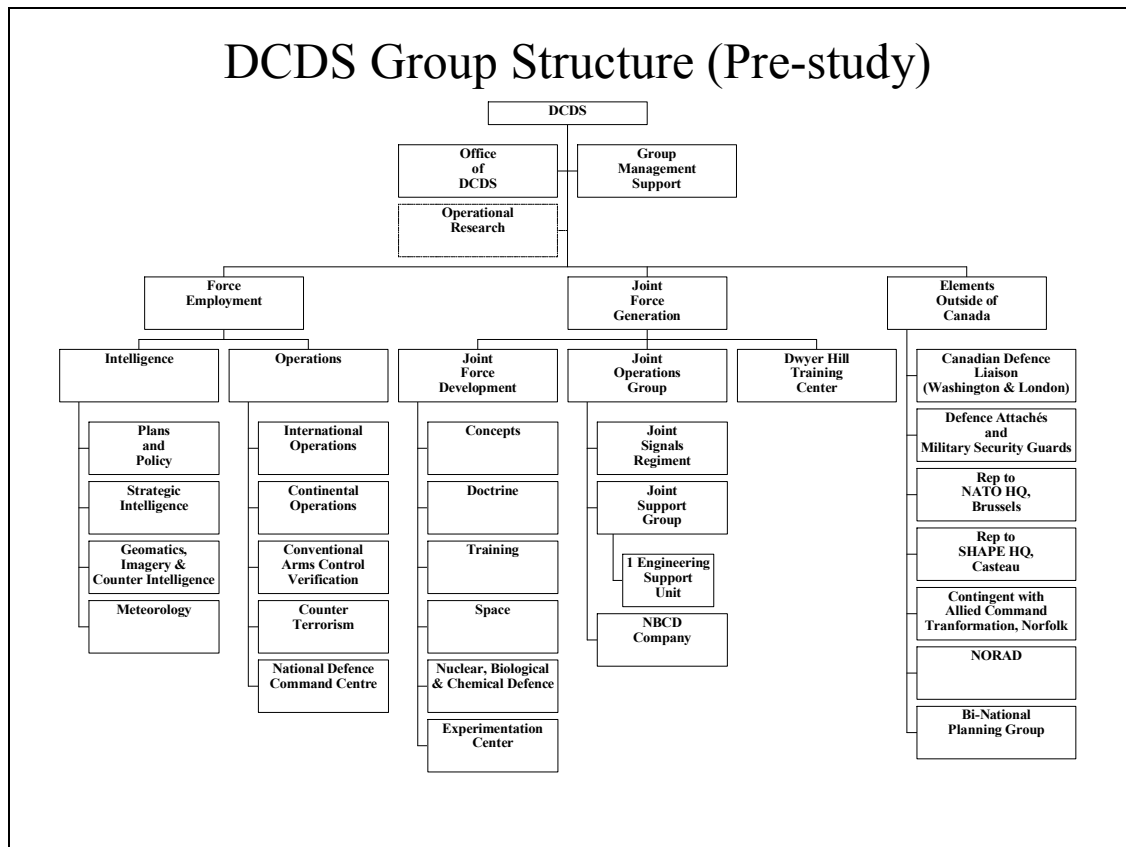 DCDS Group Structure (Pre-study)
DCDS
Office
of
DCDS
Group
Management
Support
Operational
Research
Force
Employment
Joint
Force
Generation
Elements
Outside of
Canada
Intelligence
Plans
and
Policy
Strategic
Intelligence
Geomatics,
Imagery &
Counter Intelligence
Meteorology
Operations
International
Operations
Continental
Operations
Conventional
Arms Control
Verification
Counter
Terrorism
National Defence
Command Centre
Joint
Force
Development
Concepts
Doctrine
Training
Space
Nuclear, Biological
& Chemical Defence
Experimentation
Center
Joint
Operations
Group
Joint
Signals
Regiment
Joint
Support
Group
1 Engineering
Support
Unit
NBCD
Company
Dwyer Hill
Training
Center
Canadian Defence
Liaison
(Washington & London)
Defence Attachés
and
Military Security Guards
Rep to
NATO HQ,
Brussels
Rep to
SHAPE HQ,
Casteau
Contingent with
Allied Command
Tranformation, Norfolk
NORAD
Bi-National
Planning Group